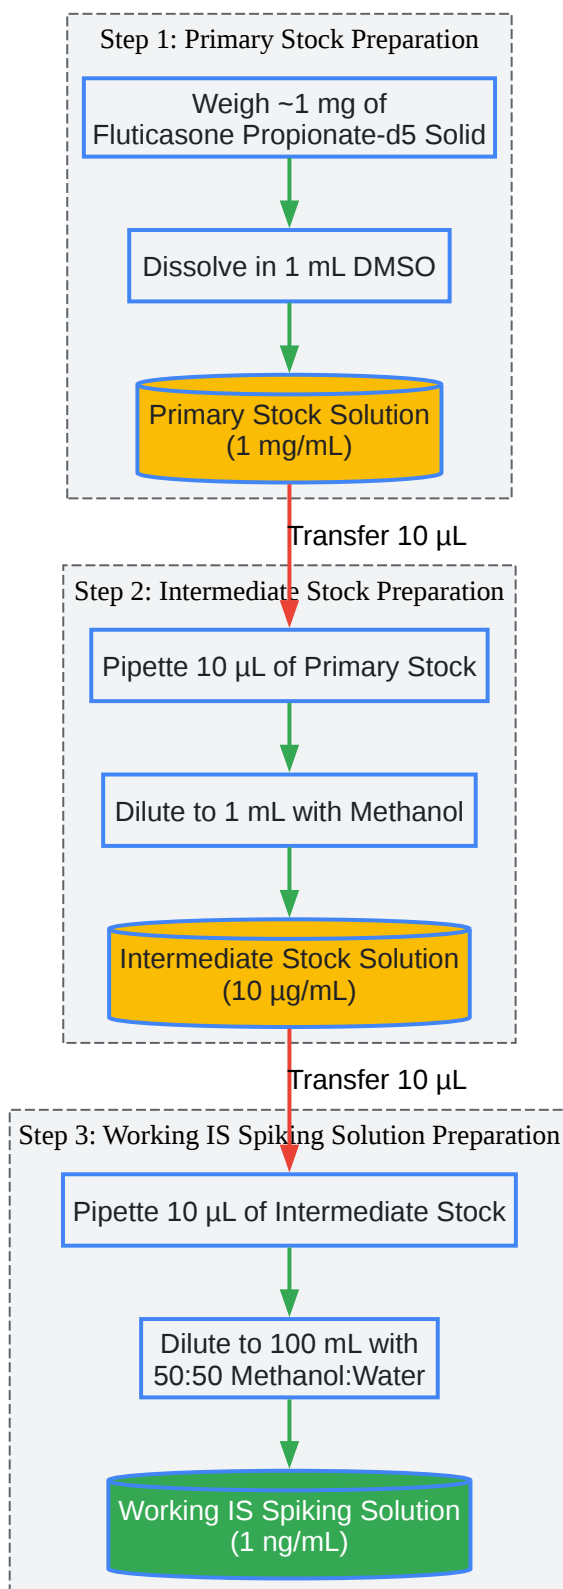 Step 1: Primary Stock Preparation
Weigh ~1 mg of
Fluticasone Propionate-d5 Solid
Dissolve in 1 mL DMSO
Primary Stock Solution
(1 mg/mL)
Transfer 10 µL
Step 2: Intermediate Stock Preparation
Pipette 10 µL of Primary Stock
Dilute to 1 mL with Methanol
Intermediate Stock Solution
(10 µg/mL)
Transfer 10 µL
Step 3: Working IS Spiking Solution Preparation
Pipette 10 µL of Intermediate Stock
Dilute to 100 mL with
50:50 Methanol:Water
Working IS Spiking Solution
(1 ng/mL)